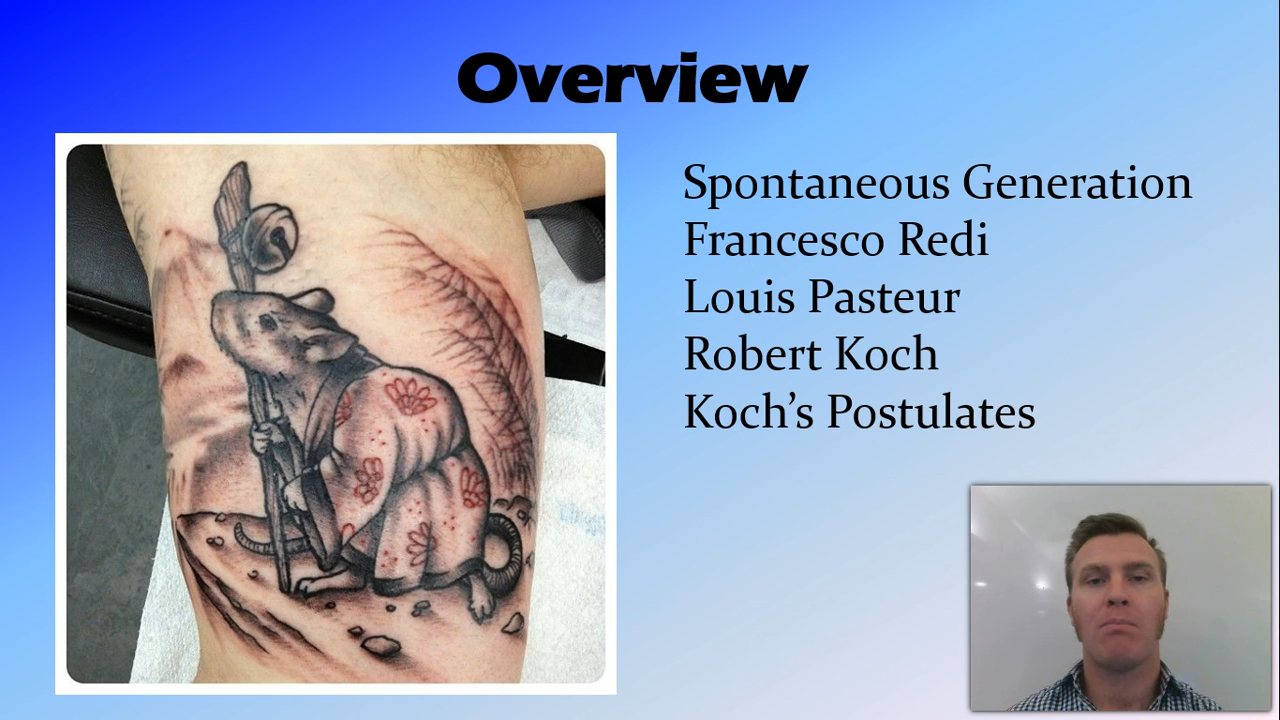 Overview
Spontaneous Generation
Francesco Redi
Louis Pasteur
Robert Koch
Koch’s Postulates